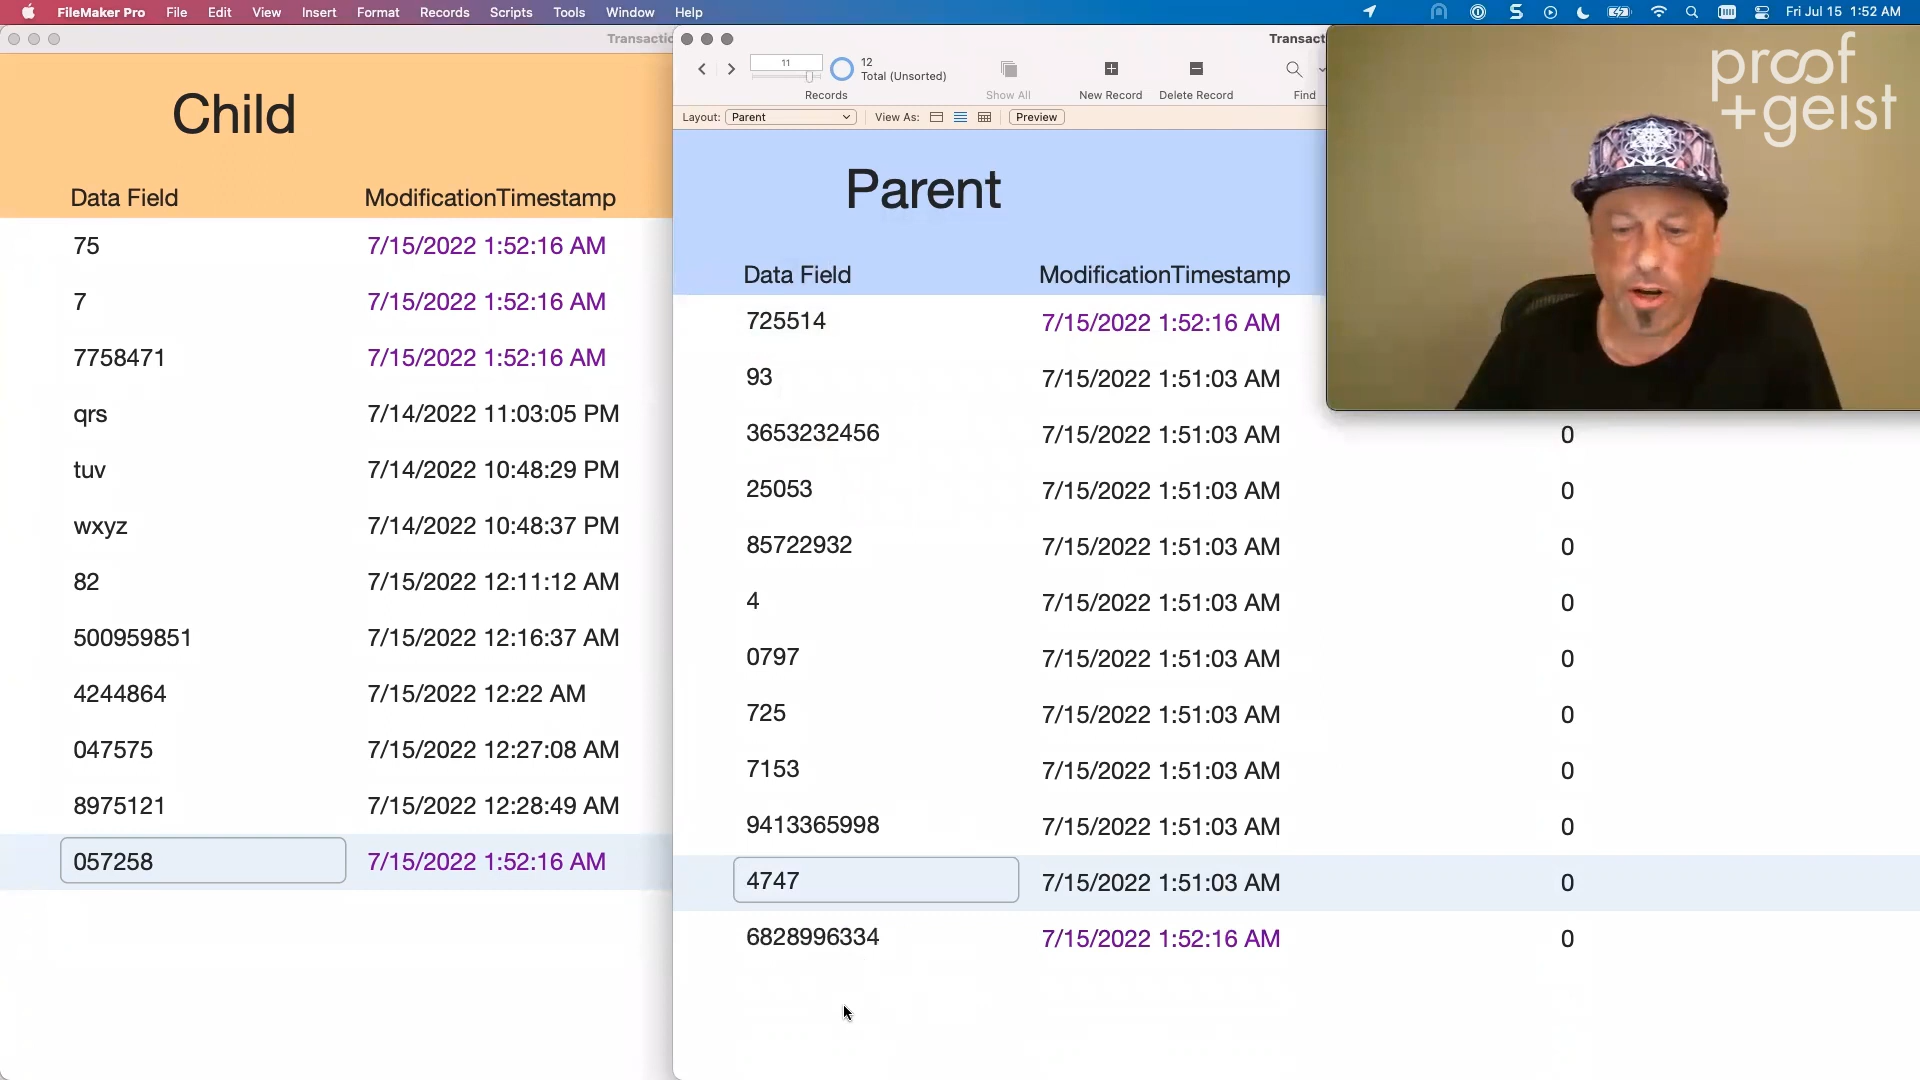 FileMaker Pro File Edit View Insert Format Records Scripts Tools Window Help Fri Jul 15 1:52 AM
Transactio
Child
Data Field ModificationTimestamp
75 7/15/2022 1:52:16 AM
7 7/15/2022 1:52:16 AM
7758471 7/15/2022 1:52:16 AM
qrs 7/14/2022 11:03:05 PM
tuv 7/14/2022 10:48:29 PM
wxyz 7/14/2022 10:48:37 PM
82 7/15/2022 12:11:12 AM
500959851 7/15/2022 12:16:37 AM
4244864 7/15/2022 12:22 AM
047575 7/15/2022 12:27:08 AM
8975121 7/15/2022 12:28:49 AM
057258 7/15/2022 1:52:16 AM
Transact
11 12
Total (Unsorted)
Records Show All New Record Delete Record Find
Layout: Parent View As: Preview
Parent
Data Field ModificationTimestamp
725514 7/15/2022 1:52:16 AM
93 7/15/2022 1:51:03 AM
3653232456 7/15/2022 1:51:03 AM 0
25053 7/15/2022 1:51:03 AM 0
85722932 7/15/2022 1:51:03 AM 0
4 7/15/2022 1:51:03 AM 0
0797 7/15/2022 1:51:03 AM 0
725 7/15/2022 1:51:03 AM 0
7153 7/15/2022 1:51:03 AM 0
9413365998 7/15/2022 1:51:03 AM 0
4747 7/15/2022 1:51:03 AM 0
6828996334 7/15/2022 1:52:16 AM 0
proof
+geist